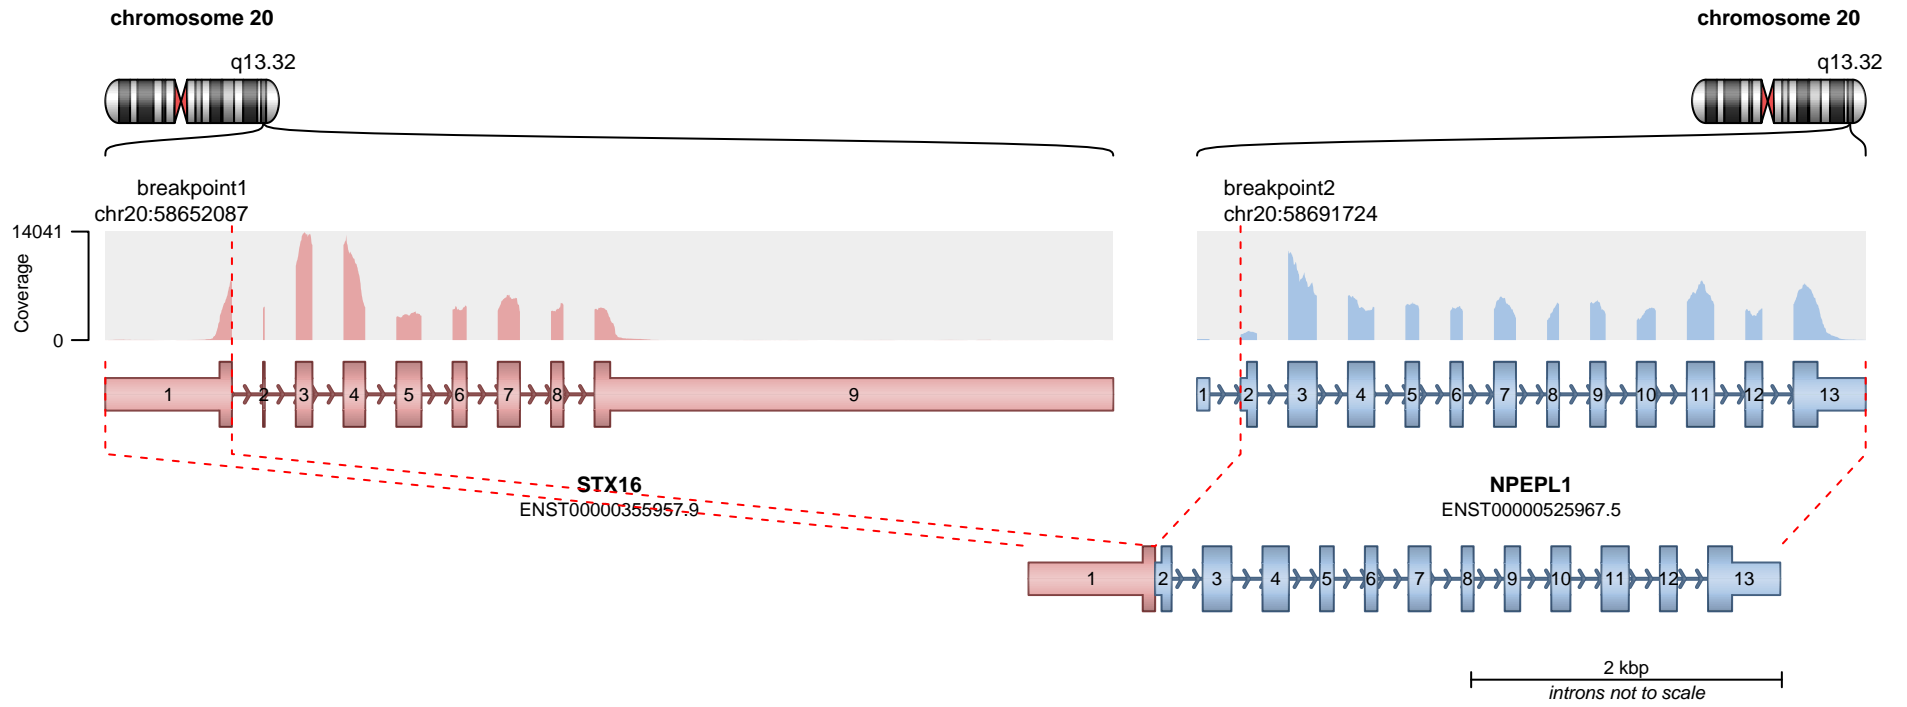 chromosome 20
chromosome 20
q13.32
q13.32
breakpoint1
chr20:58652087
breakpoint2
chr20:58691724
14041
Coverage
0
1 2 3 4 5 6 7 8 9
1 2 3 4 5 6 7 8 9 10 11 12 13
STX16
ENST00000355957.9
NPEPL1
ENST00000525967.5
1 2 3 4 5 6 7 8 9 10 11 12 13
2 kbp
introns not to scale